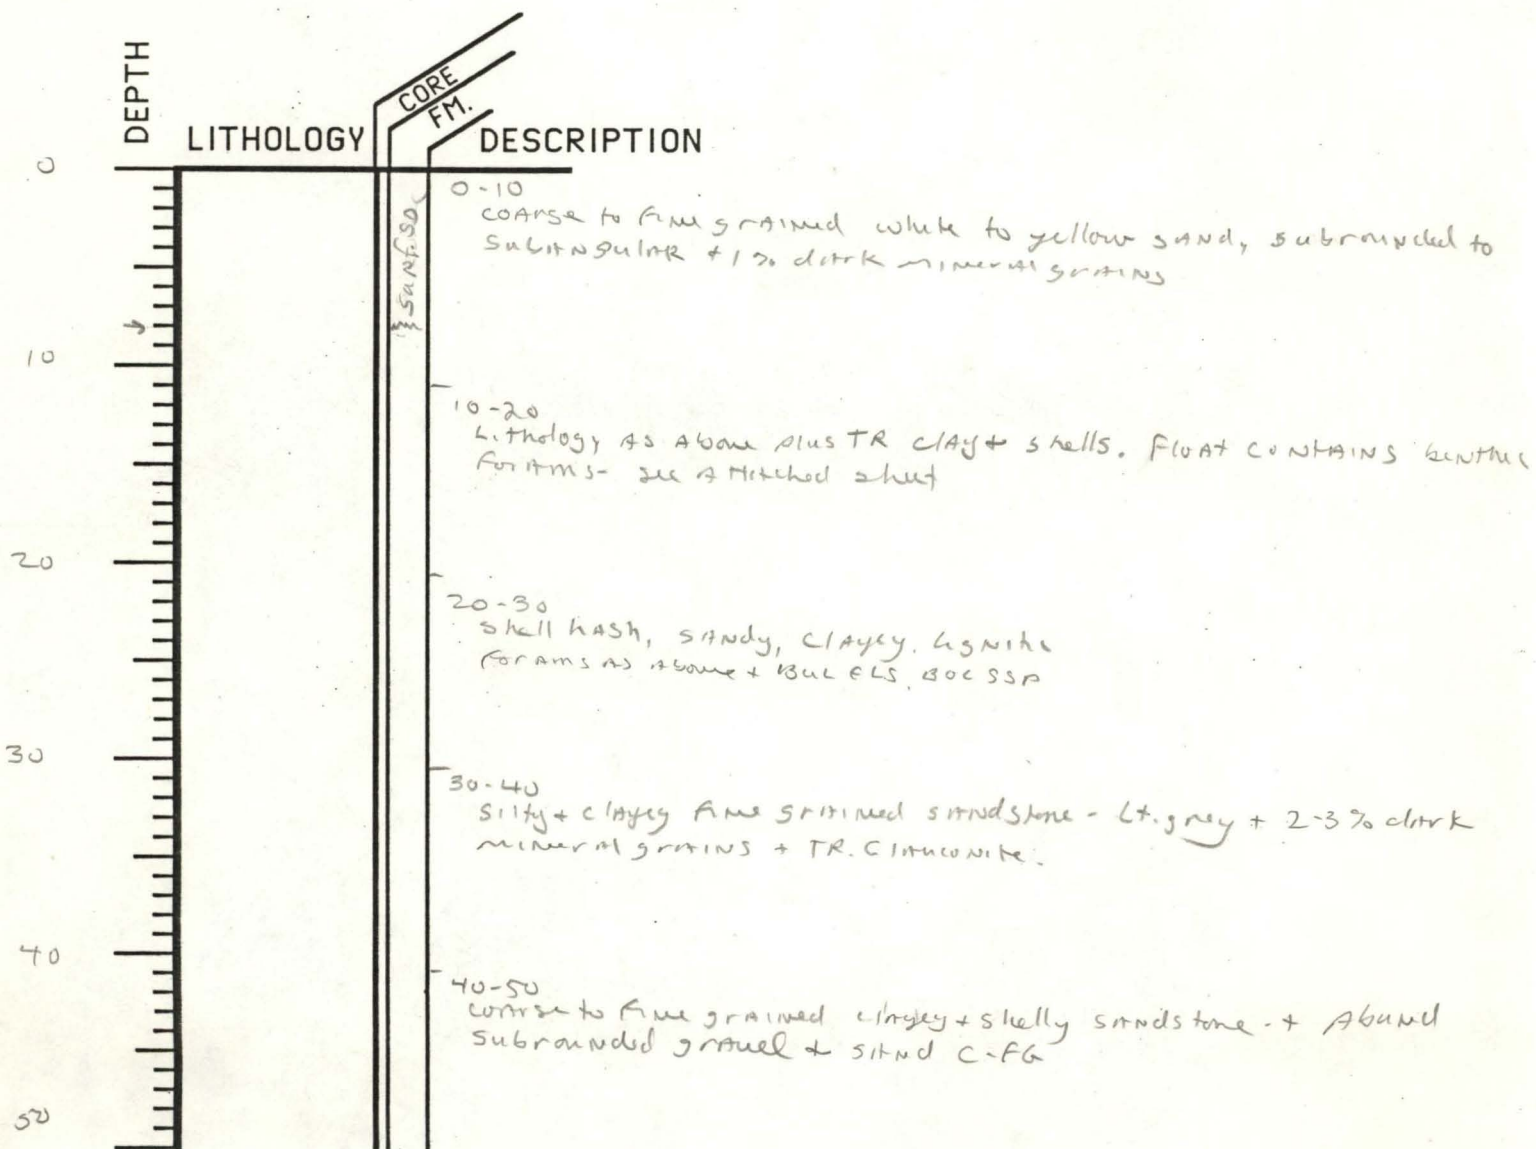 DEPTH
LITHOLOGY
CORE
FM.
DESCRIPTION
0
surf. sd.
0-10
coarse to fine grained white to yellow sand, subrounded to
subangular + 1% dark mineral grains
10
10-20
Lithology as above plus TR clay + shells. Float contains benthic
forams- see attached sheet
20
20-30
shell hash, sandy, clayey. lignite
forams as above + BUL ELS, BOL SSP
30
30-40
silty + clayey fine grained sandstone - Lt. grey + 2-3% dark
mineral grains + TR. Glauconite.
40
40-50
coarse to fine grained clayey + shelly sandstone. + Abund
subrounded gravel + sand C-FG
50